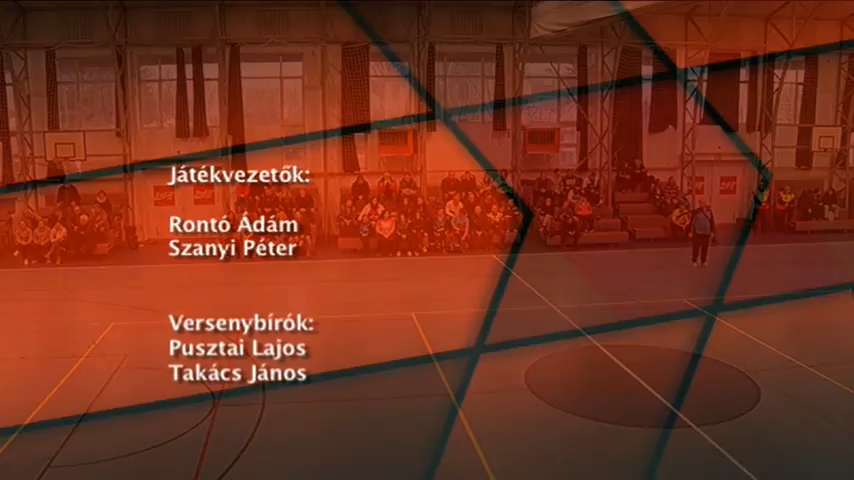 Játékvezetők:
Rontó Ádám
Szanyi Péter
Versenybírók:
Pusztai Lajos
Takács János